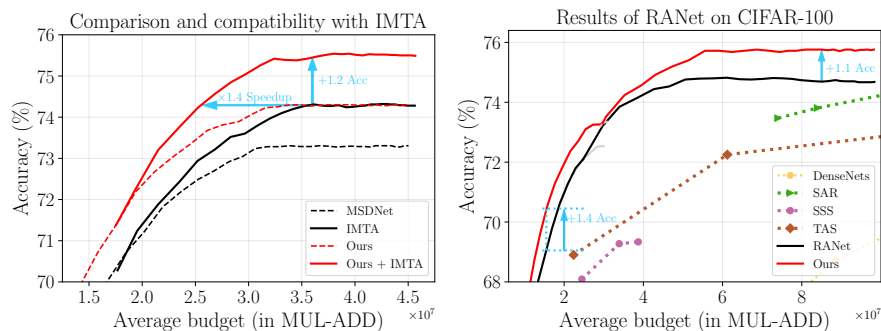 Comparison and compatibility with IMTA
76
75
74
73
72
71
70
Accuracy (%)
×1.4 Speedup
+1.2 Acc
MSDNet
IMTA
Ours
Ours + IMTA
1.5 2.0 2.5 3.0 3.5 4.0 4.5
×10⁷
Average budget (in MUL-ADD)
Results of RANet on CIFAR-100
76
74
72
70
68
Accuracy (%)
+1.1 Acc
+1.4 Acc
DenseNets
SAR
SSS
TAS
RANet
Ours
2 4 6 8
×10⁷
Average budget (in MUL-ADD)